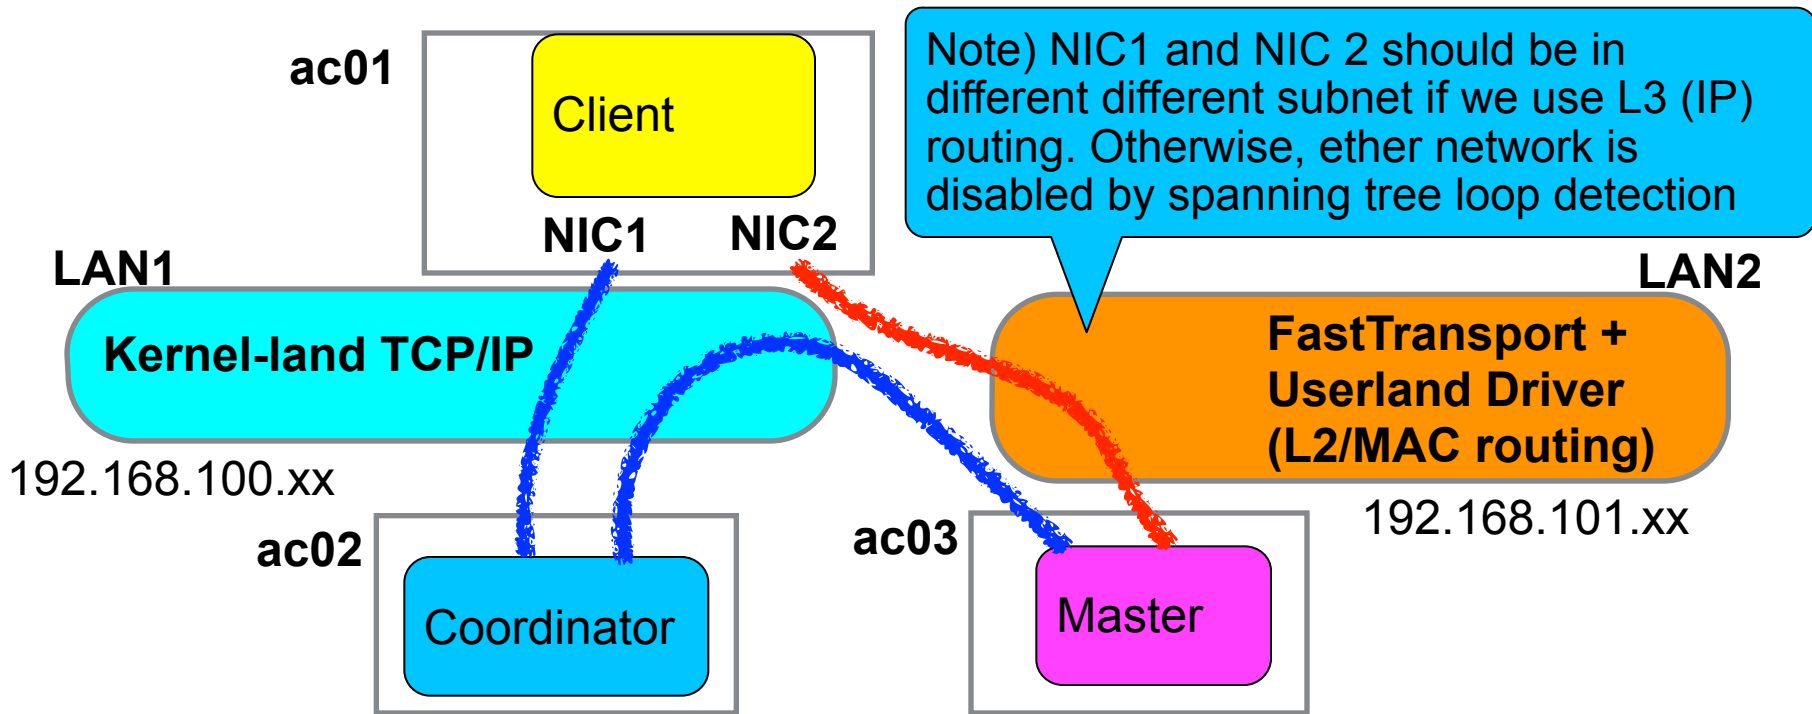 ac01
Client
NIC1
NIC2
Note) NIC1 and NIC 2 should be in
different different subnet if we use L3 (IP)
routing. Otherwise, ether network is
disabled by spanning tree loop detection
LAN1
LAN2
Kernel-land TCP/IP
FastTransport +
Userland Driver
(L2/MAC routing)
192.168.100.xx
192.168.101.xx
ac02
Coordinator
ac03
Master